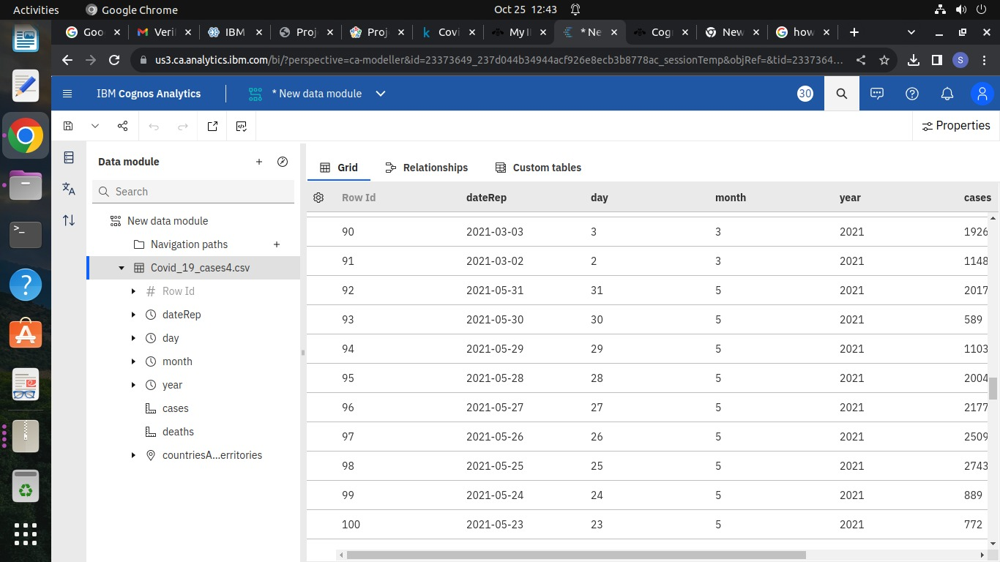 Activities Google Chrome Oct 25 12:43
Goo Veri IBM Proj Proj Covi My I * Ne Cog New how
us3.ca.analytics.ibm.com/bi/?perspective=ca-modeller&id=23373649_237d044b34944acf926e8ecb3b8778ac_sessionTemp&objRef=&tid=2337364... S
IBM Cognos Analytics * New data module 30
Properties
Data module
Search
New data module
Navigation paths
Covid_19_cases4.csv
Row Id
dateRep
day
month
year
cases
deaths
countriesA...erritories
Grid Relationships Custom tables
Row Id dateRep day month year cases
90 2021-03-03 3 3 2021 1926
91 2021-03-02 2 3 2021 1148
92 2021-05-31 31 5 2021 2017
93 2021-05-30 30 5 2021 589
94 2021-05-29 29 5 2021 1103
95 2021-05-28 28 5 2021 2004
96 2021-05-27 27 5 2021 2177
97 2021-05-26 26 5 2021 2509
98 2021-05-25 25 5 2021 2743
99 2021-05-24 24 5 2021 889
100 2021-05-23 23 5 2021 772